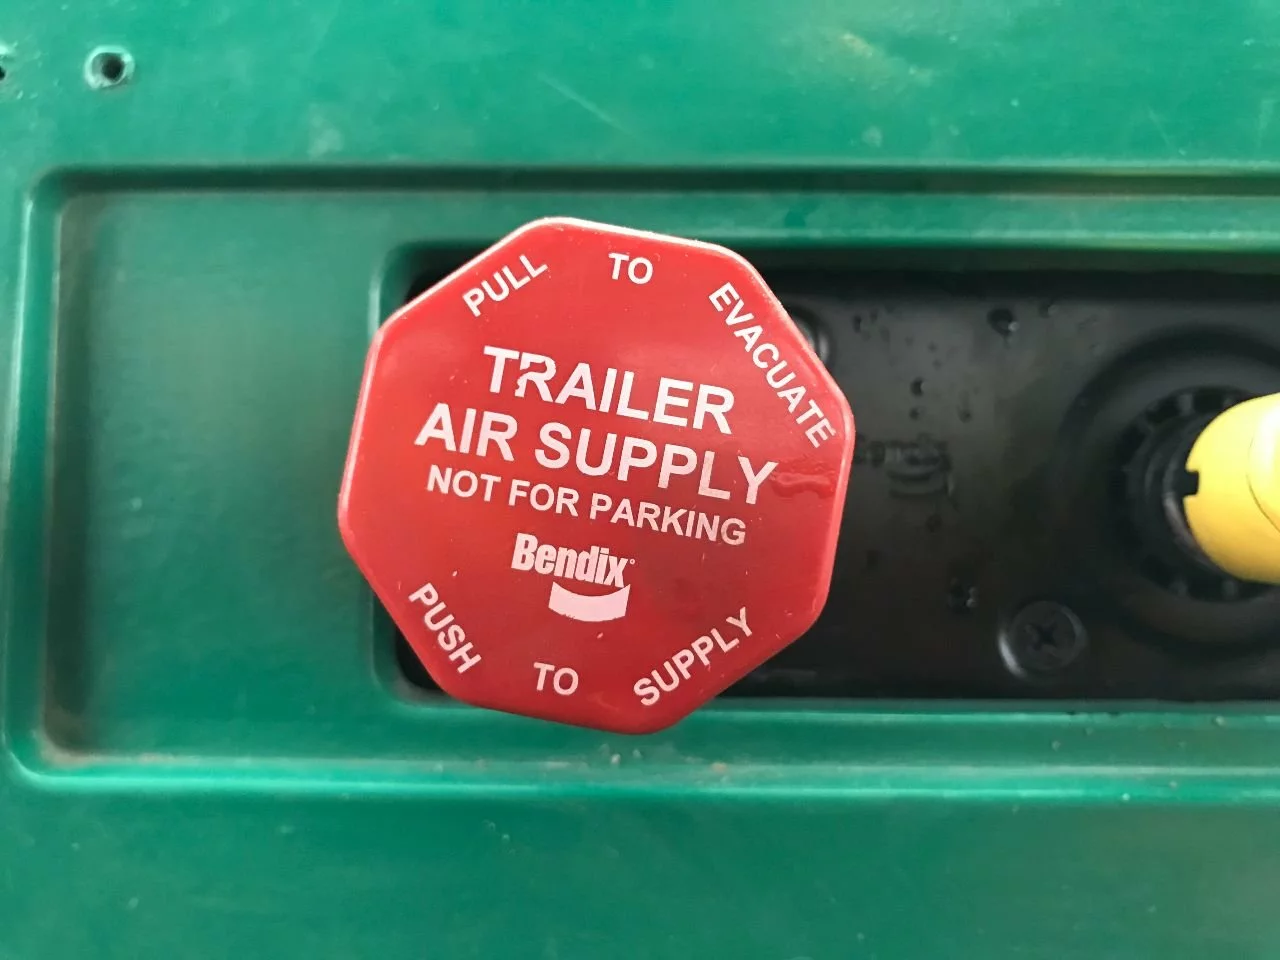 PULL TO EVACUATE
TRAILER
AIR SUPPLY
NOT FOR PARKING
Bendix®
PUSH TO SUPPLY